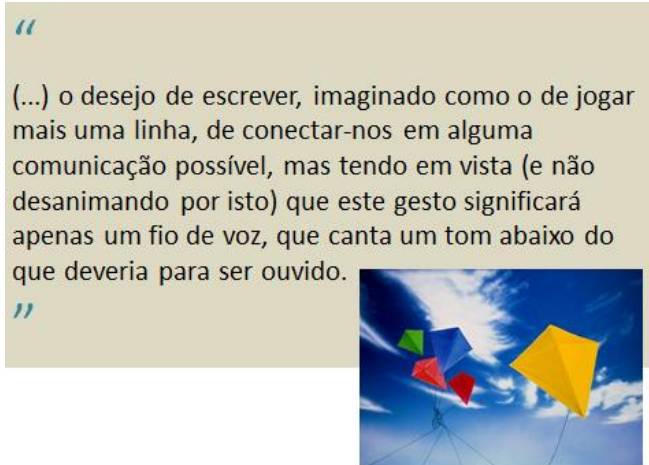 “
(...) o desejo de escrever, imaginado como o de jogar
mais uma linha, de conectar-nos em alguma
comunicação possível, mas tendo em vista (e não
desanimando por isto) que este gesto significará
apenas um fio de voz, que canta um tom abaixo do
que deveria para ser ouvido.
”